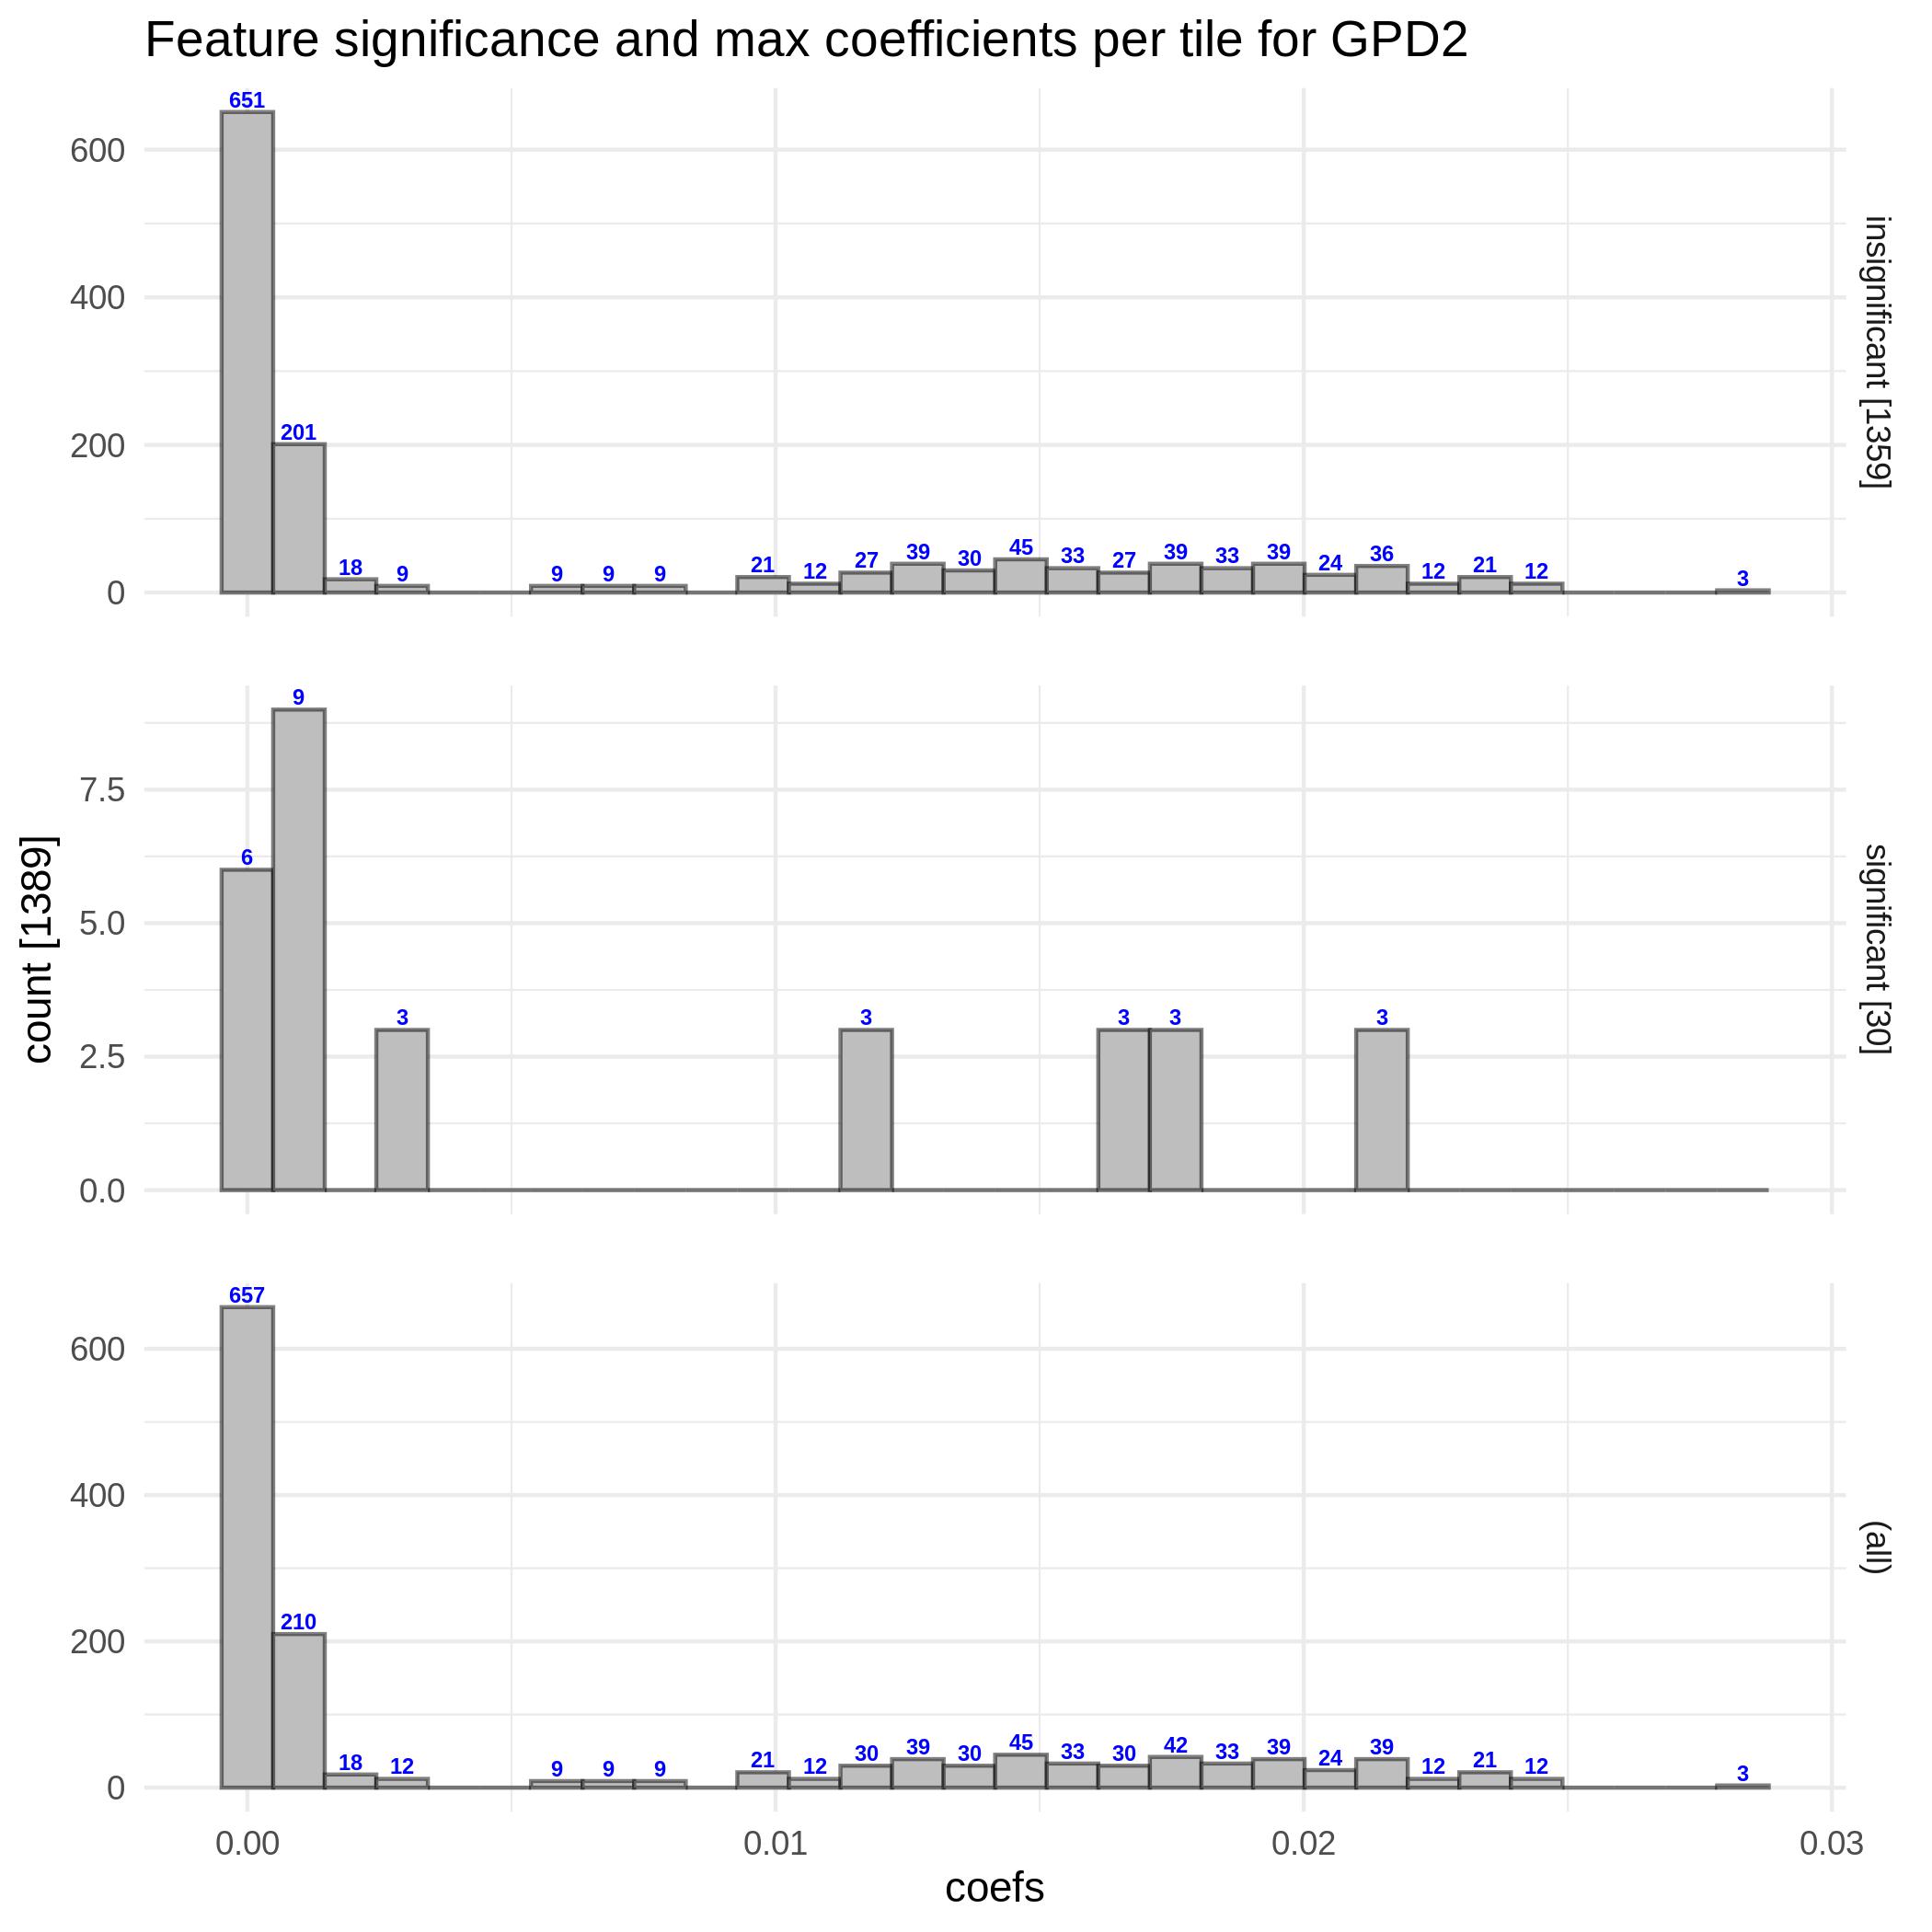 Feature significance and max coefficients per tile for GPD2
651
600
400
201
200
18 9 9 9 9 21 12 27 39 30 45 33 27 39 33 39 24 36 12 21 12 3
0
insignificant [1359]
9
7.5
6
5.0
3 3 3 3 3
2.5
0.0
significant [30]
count [1389]
657
600
400
210
200
18 12 9 9 9 21 12 30 39 30 45 33 30 42 33 39 24 39 12 21 12 3
0
(all)
0.00 0.01 0.02 0.03
coefs